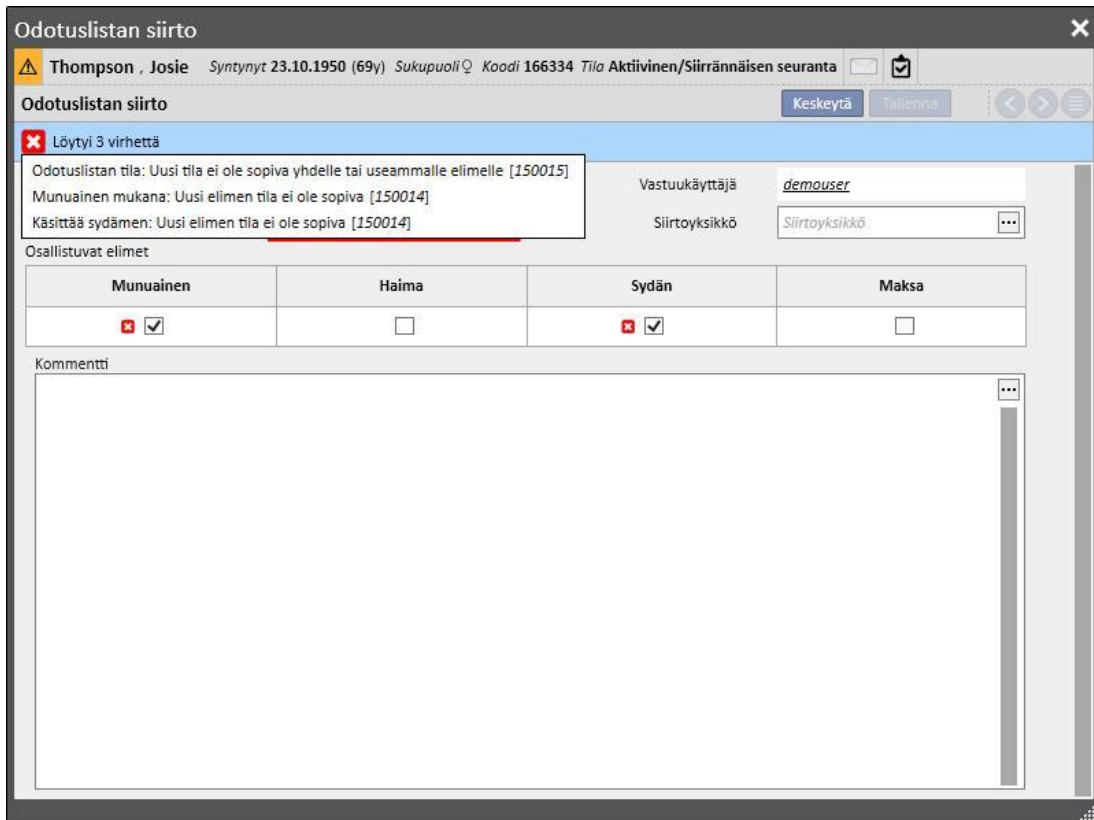 Odotuslistan siirto
Thompson , Josie Syntynyt 23.10.1950 (69y) Sukupuoli♀ Koodi 166334 Tila Aktiivinen/Siirrännäisen seuranta
Odotuslistan siirto Keskeytä Tallenna
Löytyi 3 virhettä
Odotuslistan tila: Uusi tila ei ole sopiva yhdelle tai useammalle elimelle [150015]
Munuainen mukana: Uusi elimen tila ei ole sopiva [150014]
Käsittää sydämen: Uusi elimen tila ei ole sopiva [150014]
Vastuukäyttäjä demouser
Siirtoyksikkö Siirtoyksikkö ...
Osallistuvat elimet
Munuainen Haima Sydän Maksa
Kommentti
...